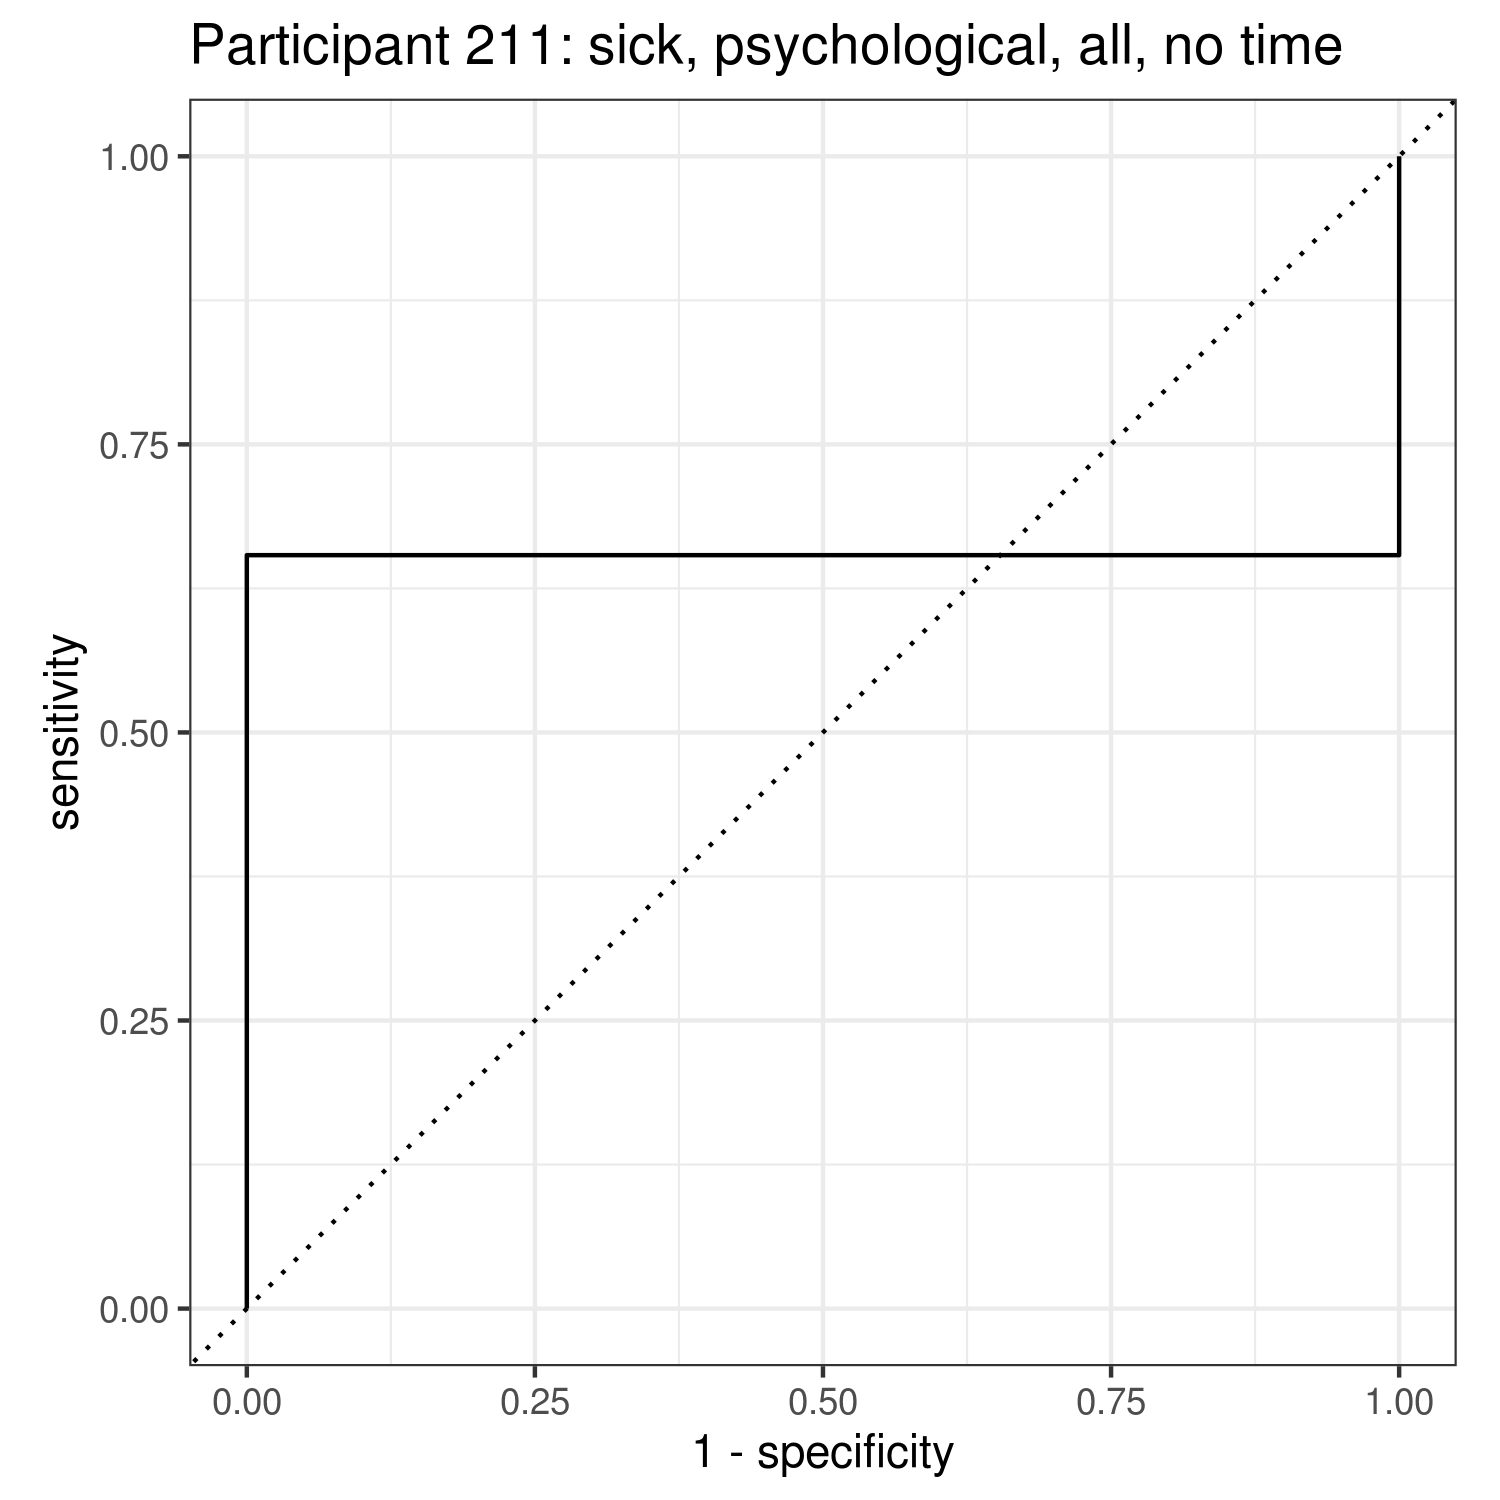 Participant 211: sick, psychological, all, no time
sensitivity
1.00
0.75
0.50
0.25
0.00
0.00 0.25 0.50 0.75 1.00
1 - specificity